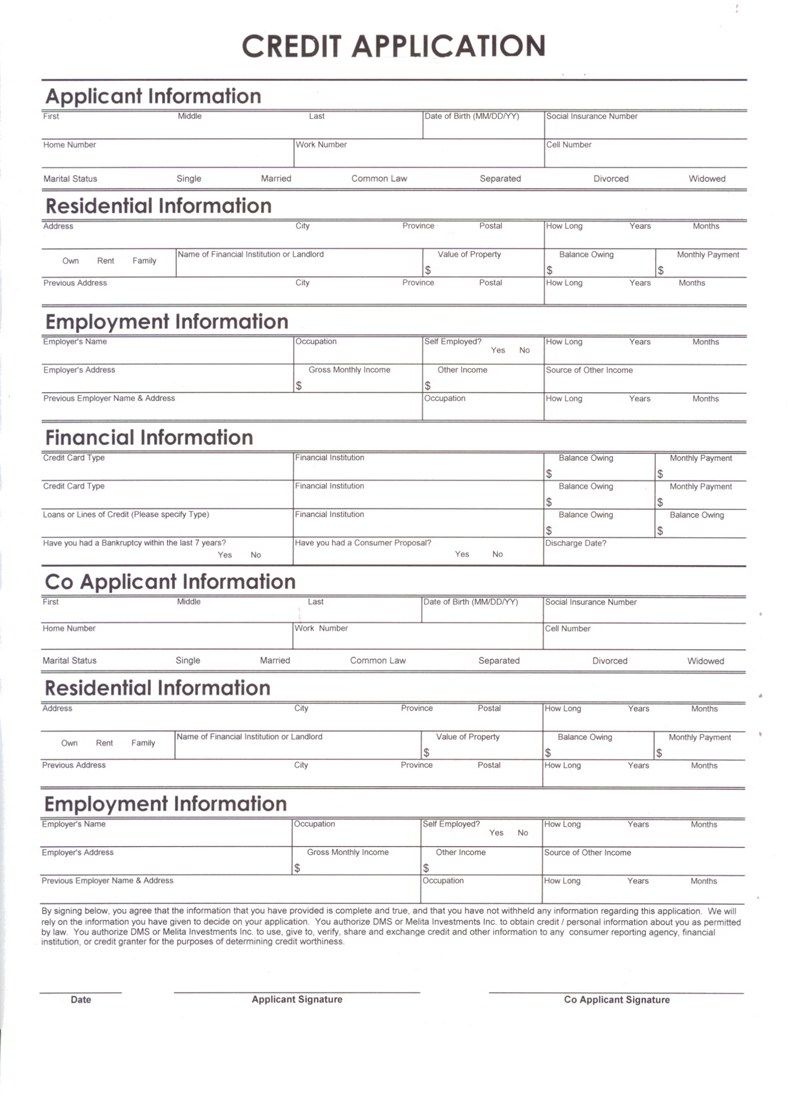 CREDIT APPLICATION
Applicant Information
First Middle Last Date of Birth (MM/DD/YY) Social Insurance Number
Home Number Work Number Cell Number
Marital Status Single Married Common Law Separated Divorced Widowed
Residential Information
Address City Province Postal How Long Years Months
Own Rent Family Name of Financial Institution or Landlord Value of Property Balance Owing Monthly Payment
$ $ $
Previous Address City Province Postal How Long Years Months
Employment Information
Employer's Name Occupation Self Employed? How Long Years Months
Yes No
Employer's Address Gross Monthly Income Other Income Source of Other Income
$ $
Previous Employer Name & Address Occupation How Long Years Months
Financial Information
Credit Card Type Financial Institution Balance Owing Monthly Payment
$ $
Credit Card Type Financial Institution Balance Owing Monthly Payment
$ $
Loans or Lines of Credit (Please specify Type) Financial Institution Balance Owing Balance Owing
$ $
Have you had a Bankruptcy within the last 7 years? Have you had a Consumer Proposal? Discharge Date?
Yes No Yes No
Co Applicant Information
First Middle Last Date of Birth (MM/DD/YY) Social Insurance Number
Home Number Work Number Cell Number
Marital Status Single Married Common Law Separated Divorced Widowed
Residential Information
Address City Province Postal How Long Years Months
Own Rent Family Name of Financial Institution or Landlord Value of Property Balance Owing Monthly Payment
$ $ $
Previous Address City Province Postal How Long Years Months
Employment Information
Employer's Name Occupation Self Employed? How Long Years Months
Yes No
Employer's Address Gross Monthly Income Other Income Source of Other Income
$ $
Previous Employer Name & Address Occupation How Long Years Months
By signing below, you agree that the information that you have provided is complete and true, and that you have not withheld any information regarding this application. We will
rely on the information you have given to decide on your application. You authorize DMS or Melita Investments Inc. to obtain credit / personal information about you as permitted
by law. You authorize DMS or Melita Investments Inc. to use, give to, verify, share and exchange credit and other information to any consumer reporting agency, financial
institution, or credit granter for the purposes of determining credit worthiness.
Date Applicant Signature Co Applicant Signature